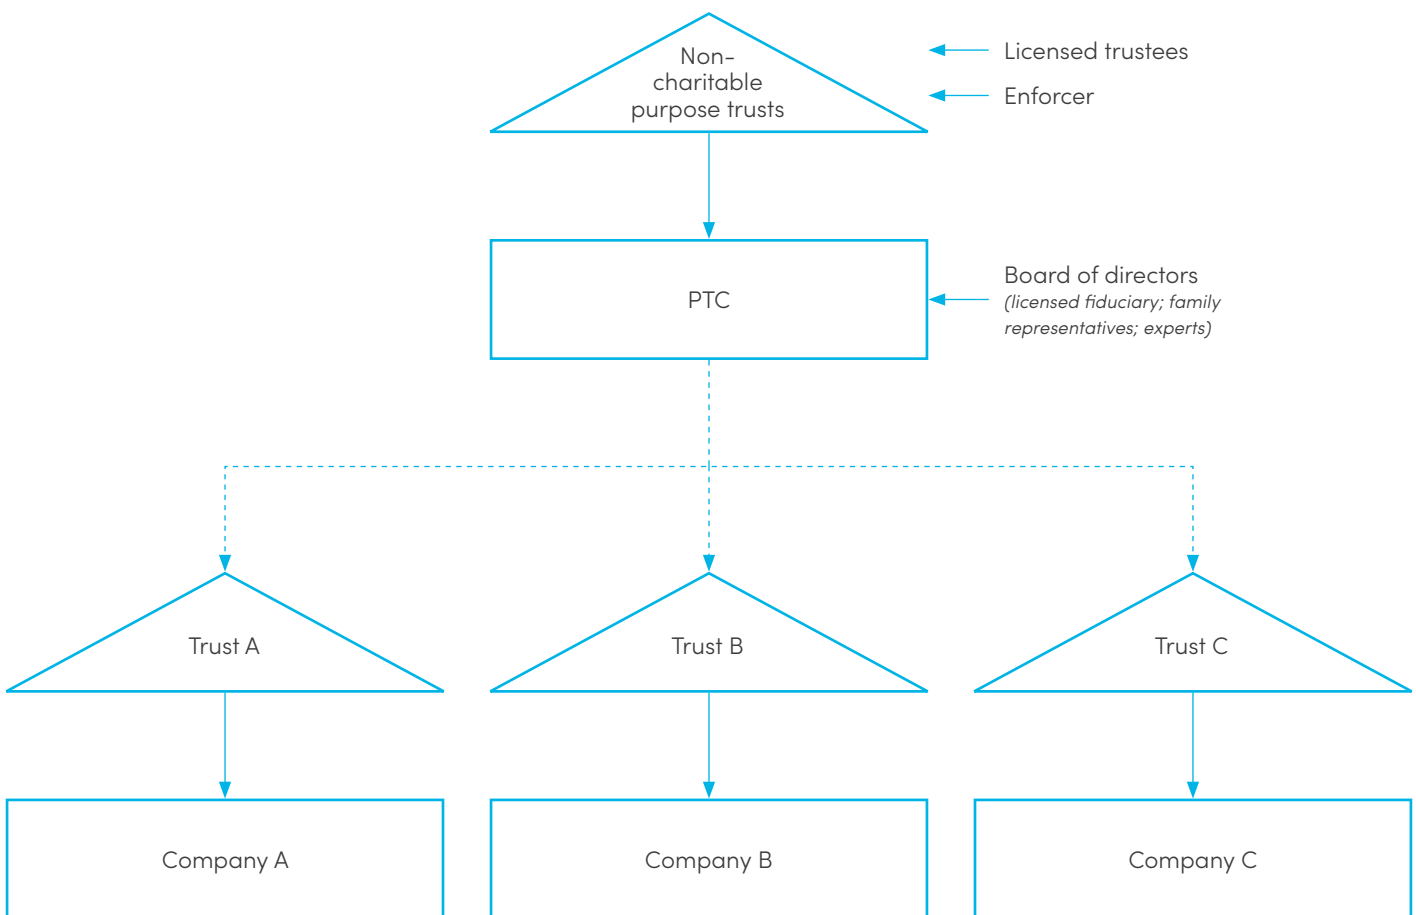 Non-
charitable
purpose trusts
Licensed trustees
Enforcer
PTC
Board of directors
(licensed fiduciary; family
representatives; experts)
Trust A
Trust B
Trust C
Company A
Company B
Company C